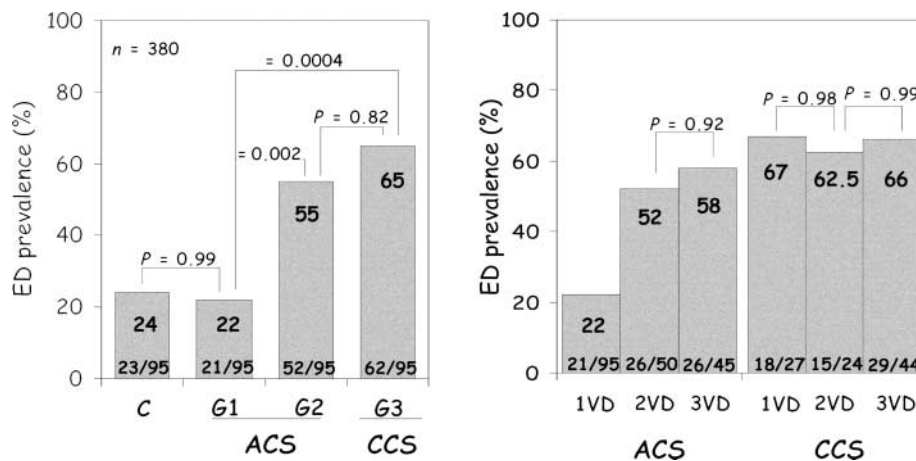 100
80
60
40
20
0
ED prevalence (%)
n = 380
= 0.0004
P = 0.82
= 0.002
P = 0.99
24
22
55
65
23/95 21/95 52/95 62/95
C G1 G2 G3
ACS CCS
100
80
60
40
20
0
ED prevalence (%)
P = 0.98 P = 0.99
P = 0.92
22
52
58
67
62.5
66
21/95 26/50 26/45 18/27 15/24 29/44
1VD 2VD 3VD 1VD 2VD 3VD
ACS CCS